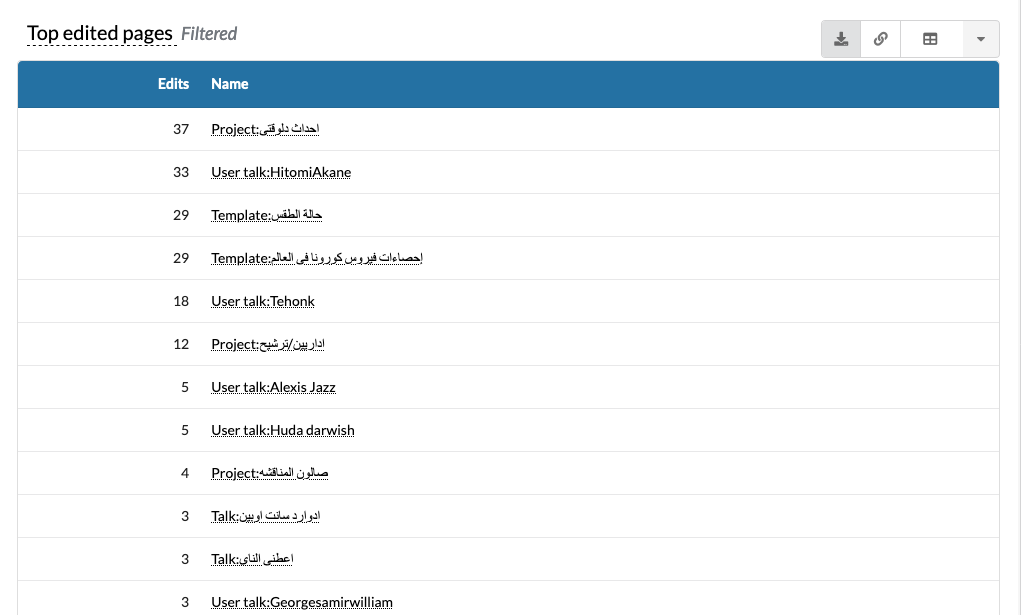 Top edited pages Filtered
Edits Name
37 Project:احداث دلوقتى
33 User talk:HitomiAkane
29 Template:حالة الطقس
29 Template:إحصاءات فيروس كورونا فى العالم
18 User talk:Tehonk
12 Project:اداريين/ترشيح
5 User talk:Alexis Jazz
5 User talk:Huda darwish
4 Project:صالون المناقشه
3 Talk:ادوارد سانت اوبين
3 Talk:اعطنى الناى
3 User talk:Georgesamirwilliam